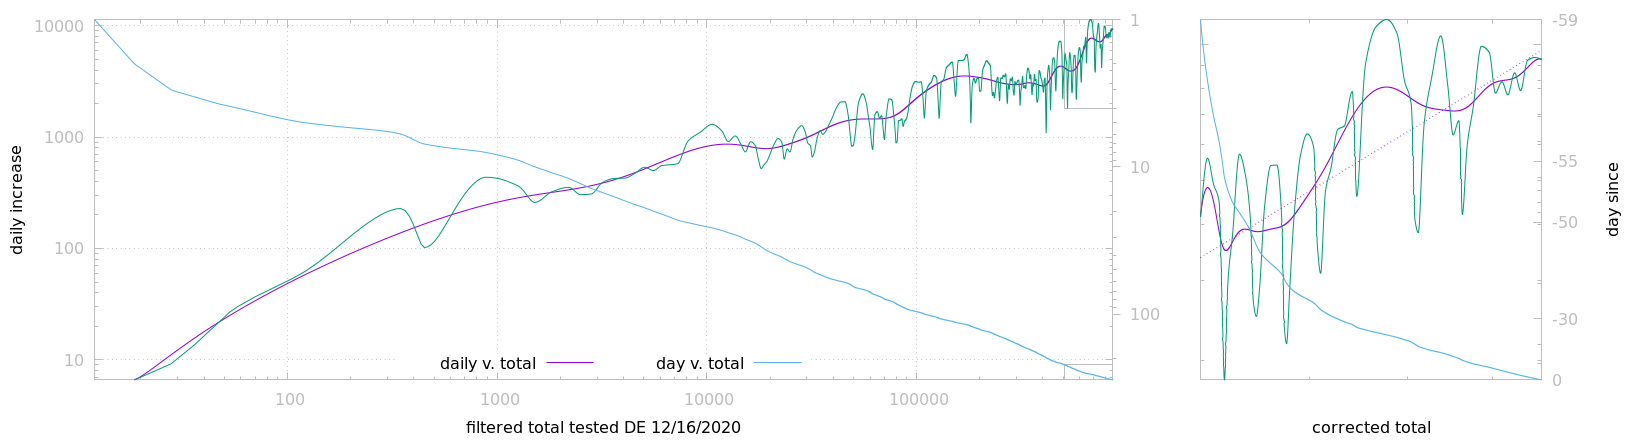 10000
1000
100
10
daily increase
daily v. total
day v. total
100
1000
10000
100000
filtered total tested DE 12/16/2020
1
10
100
-59
-55
-50
-30
0
day since
corrected total